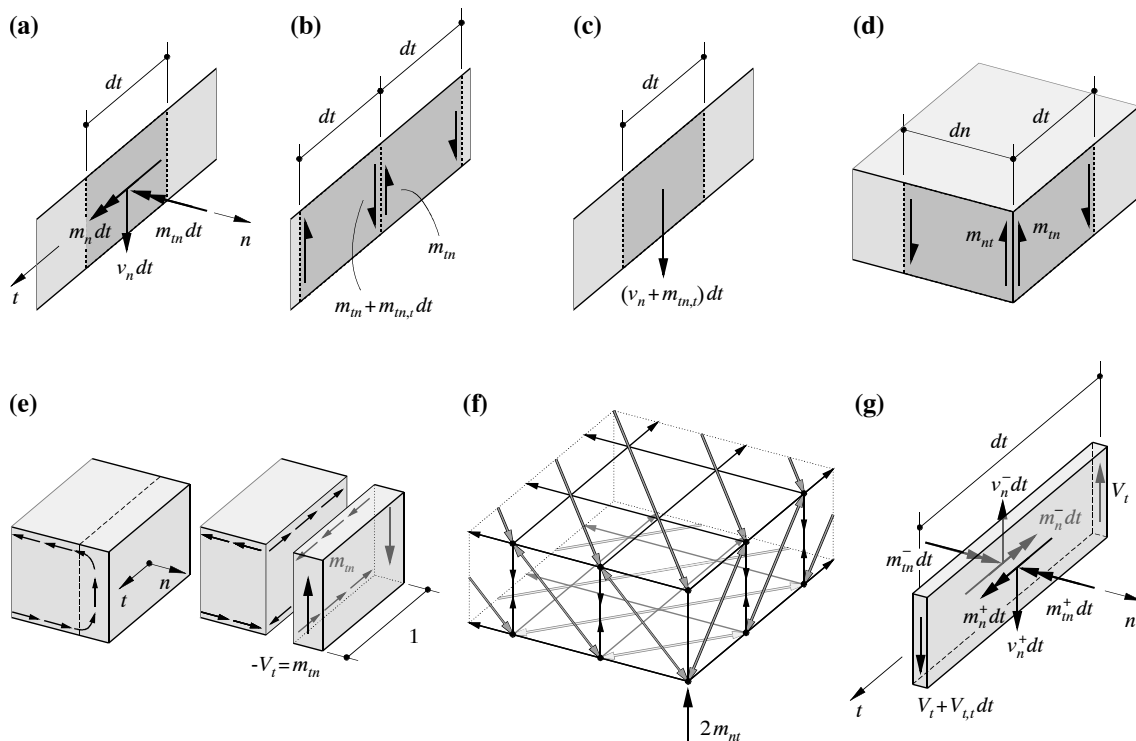 (a)
dt
m_n dt
m_tn dt
n
v_n dt
t
(b)
dt
dt
m_tn
m_tn + m_tn,t dt
(c)
dt
(v_n + m_tn,t) dt
(d)
dn
dt
m_nt
m_tn
(e)
t
n
m_tn
1
-V_t = m_tn
(f)
2 m_nt
(g)
dt
v_n^- dt
V_t
m_n^- dt
m_tn^- dt
m_n^+ dt
m_tn^+ dt
n
v_n^+ dt
t
V_t + V_t,t dt